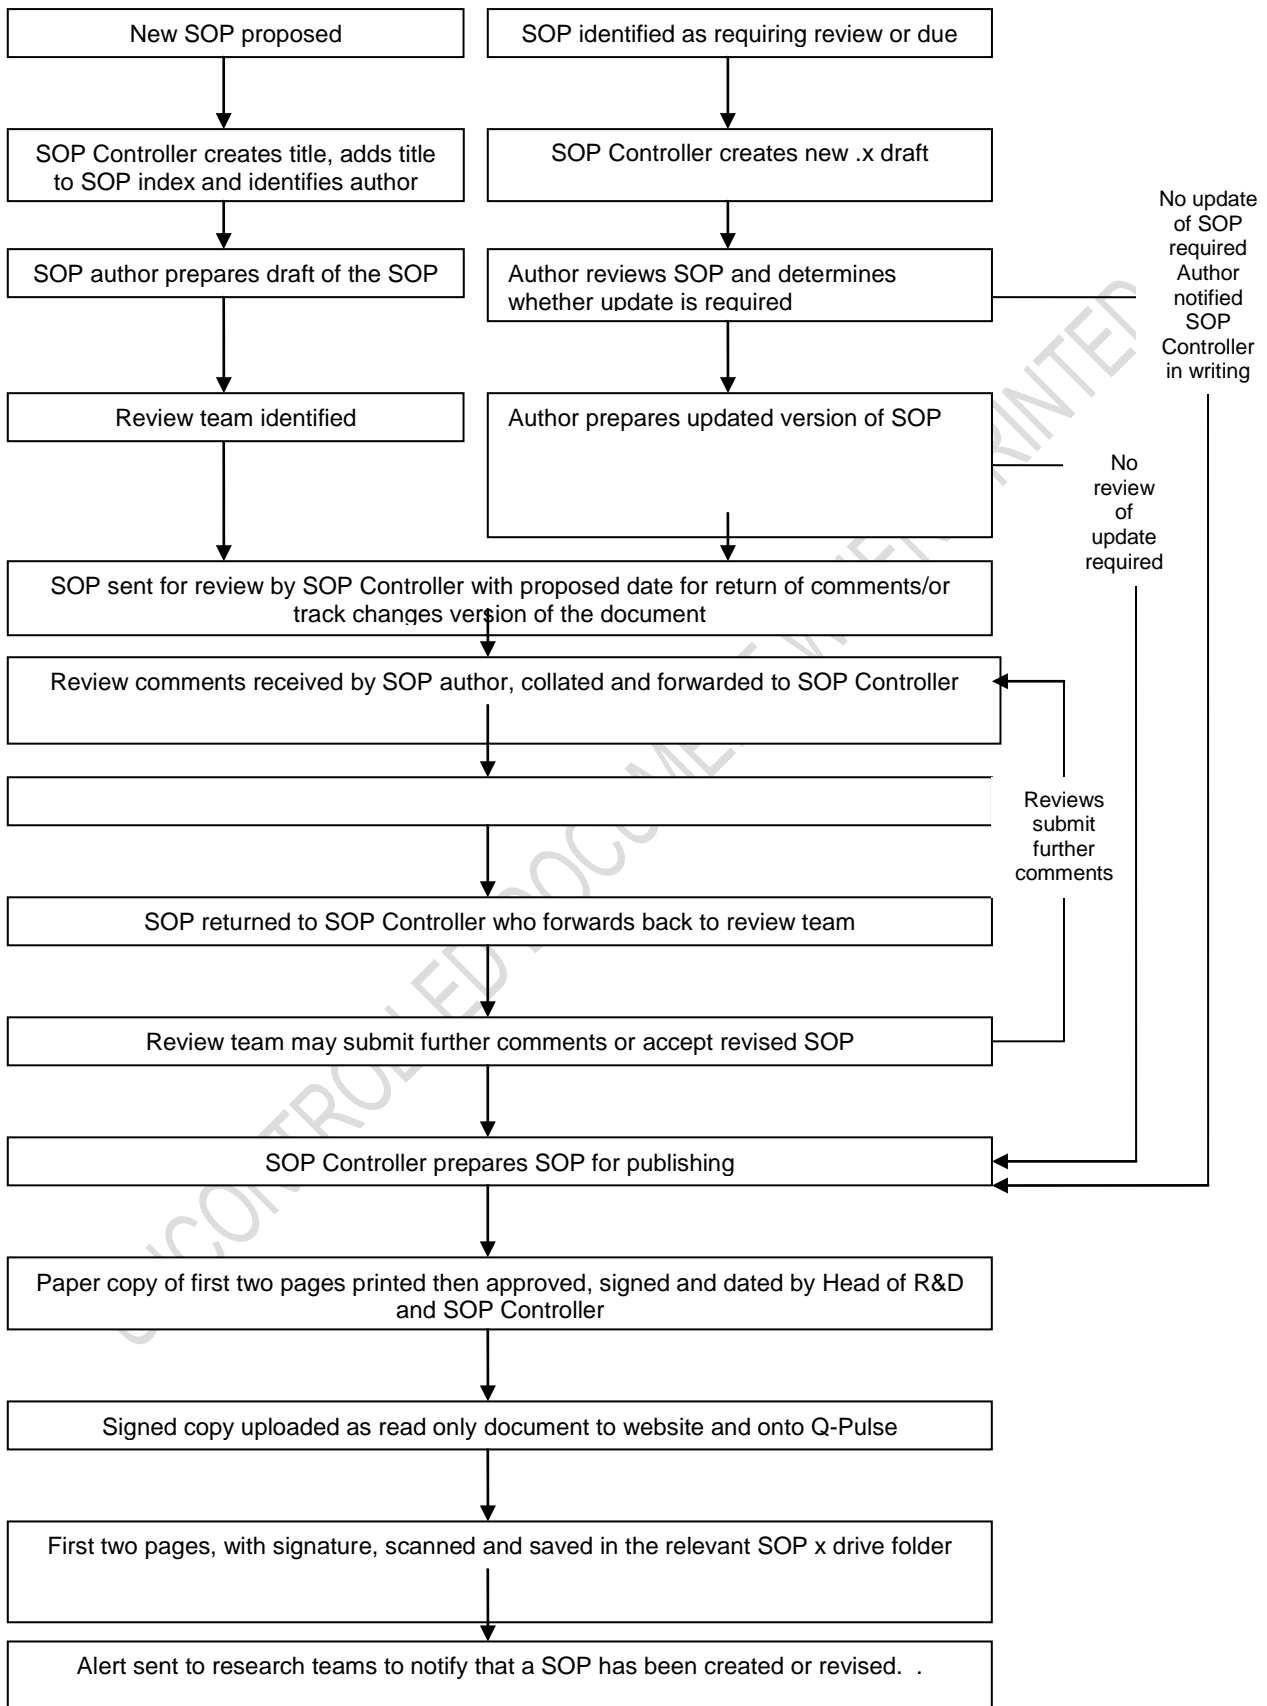 New SOP proposed
SOP identified as requiring review or due
SOP Controller creates title, adds title
to SOP index and identifies author
SOP Controller creates new .x draft
No update
of SOP
required
Author
notified
SOP
Controller
in writing
SOP author prepares draft of the SOP
Author reviews SOP and determines
whether update is required
Review team identified
Author prepares updated version of SOP
No
review
of
update
required
SOP sent for review by SOP Controller with proposed date for return of comments/or
track changes version of the document
Review comments received by SOP author, collated and forwarded to SOP Controller
Reviews
submit
further
comments
SOP returned to SOP Controller who forwards back to review team
Review team may submit further comments or accept revised SOP
SOP Controller prepares SOP for publishing
Paper copy of first two pages printed then approved, signed and dated by Head of R&D
and SOP Controller
Signed copy uploaded as read only document to website and onto Q-Pulse
First two pages, with signature, scanned and saved in the relevant SOP x drive folder
Alert sent to research teams to notify that a SOP has been created or revised. .